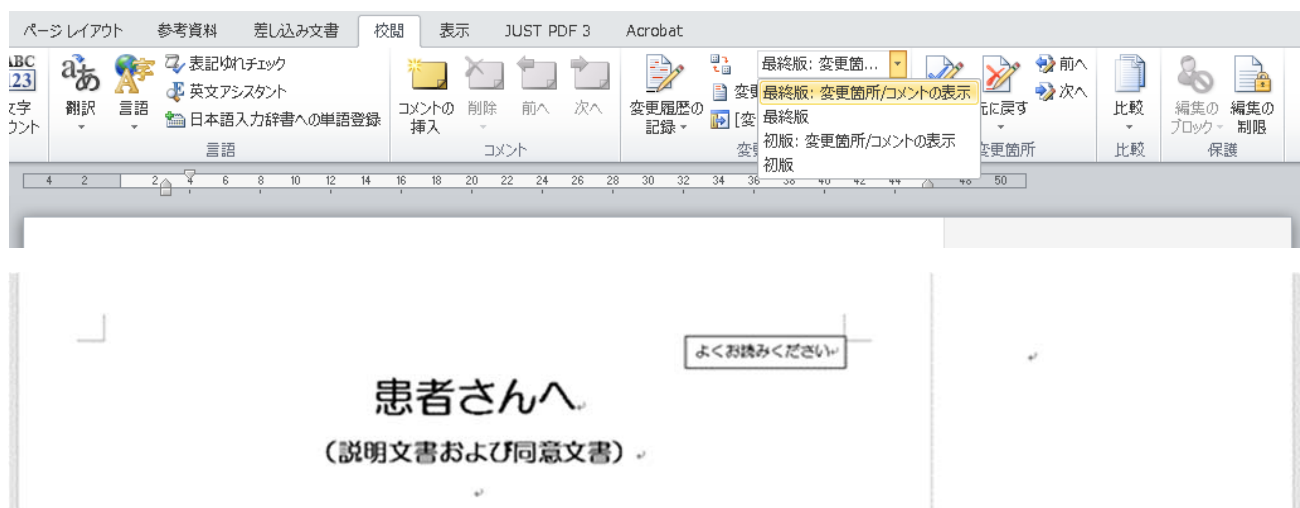 ページレイアウト 参考資料 差し込み文書 校閲 表示 JUST PDF 3 Acrobat
ABC 123
文字
ウント
翻訳
言語
表記ゆれチェック
英文アシスタント
日本語入力辞書への単語登録
言語
コメントの挿入
削除
前へ
次へ
コメント
変更履歴の記録
最終版: 変更箇...
変更
[変
最終版: 変更箇所/コメントの表示
最終版
初版: 変更箇所/コメントの表示
初版
元に戻す
前へ
次へ
変更箇所
比較
比較
編集のブロック
編集の制限
保護
4 2 2 4 6 8 10 12 14 16 18 20 22 24 26 28 30 32 34 36 38 40 42 44 48 50
よくお読みください
患者さんへ
(説明文書および同意文書)